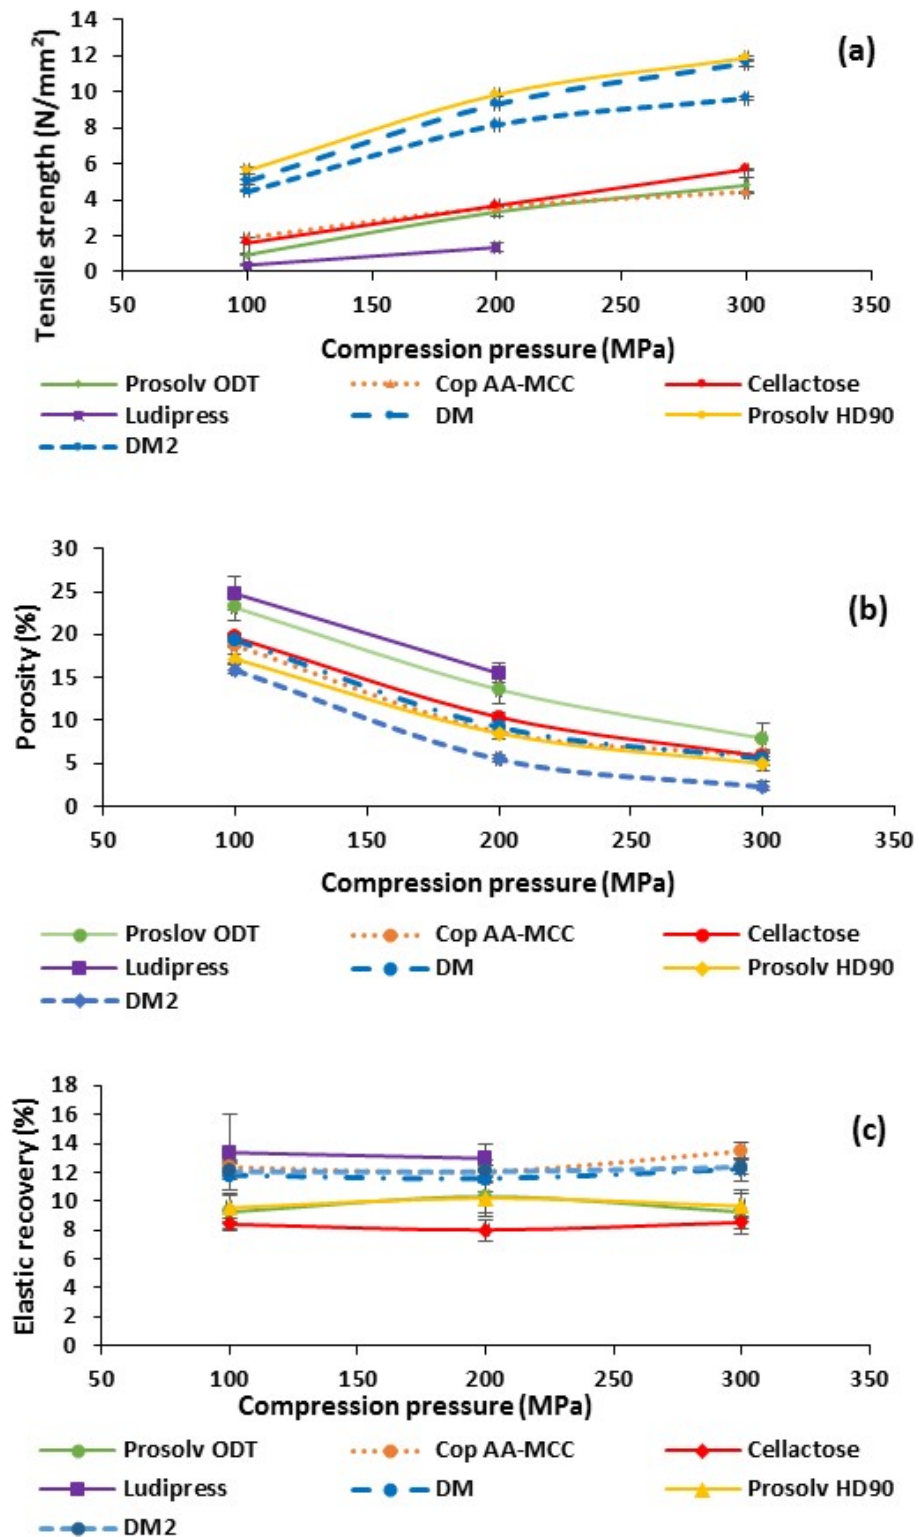 (a)
Tensile strength (N/mm²)
14
12
10
8
6
4
2
0
50 100 150 200 250 300 350
Compression pressure (MPa)
Prosolv ODT Cop AA-MCC Cellactose
Ludipress DM Prosolv HD90
DM2
(b)
Porosity (%)
30
25
20
15
10
5
0
50 100 150 200 250 300 350
Compression pressure (MPa)
Proslov ODT Cop AA-MCC Cellactose
Ludipress DM Prosolv HD90
DM2
(c)
Elastic recovery (%)
18
16
14
12
10
8
6
4
2
0
50 100 150 200 250 300 350
Compression pressure (MPa)
Prosolv ODT Cop AA-MCC Cellactose
Ludipress DM Prosolv HD90
DM2